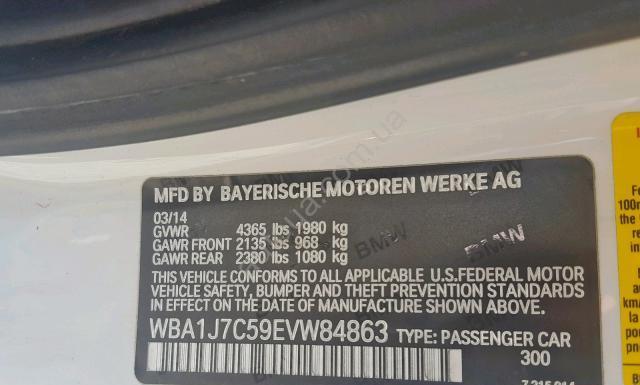 MFD BY BAYERISCHE MOTOREN WERKE AG
03/14
GVWR 4365 lbs 1980 kg
GAWR FRONT 2135 lbs 968 kg
GAWR REAR 2380 lbs 1080 kg
THIS VEHICLE CONFORMS TO ALL APPLICABLE U.S.FEDERAL MOTOR
VEHICLE SAFETY, BUMPER AND THEFT PREVENTION STANDARDS
IN EFFECT ON THE DATE OF MANUFACTURE SHOWN ABOVE.
WBA1J7C59EVW84863 TYPE: PASSENGER CAR
300
BMW
BMW